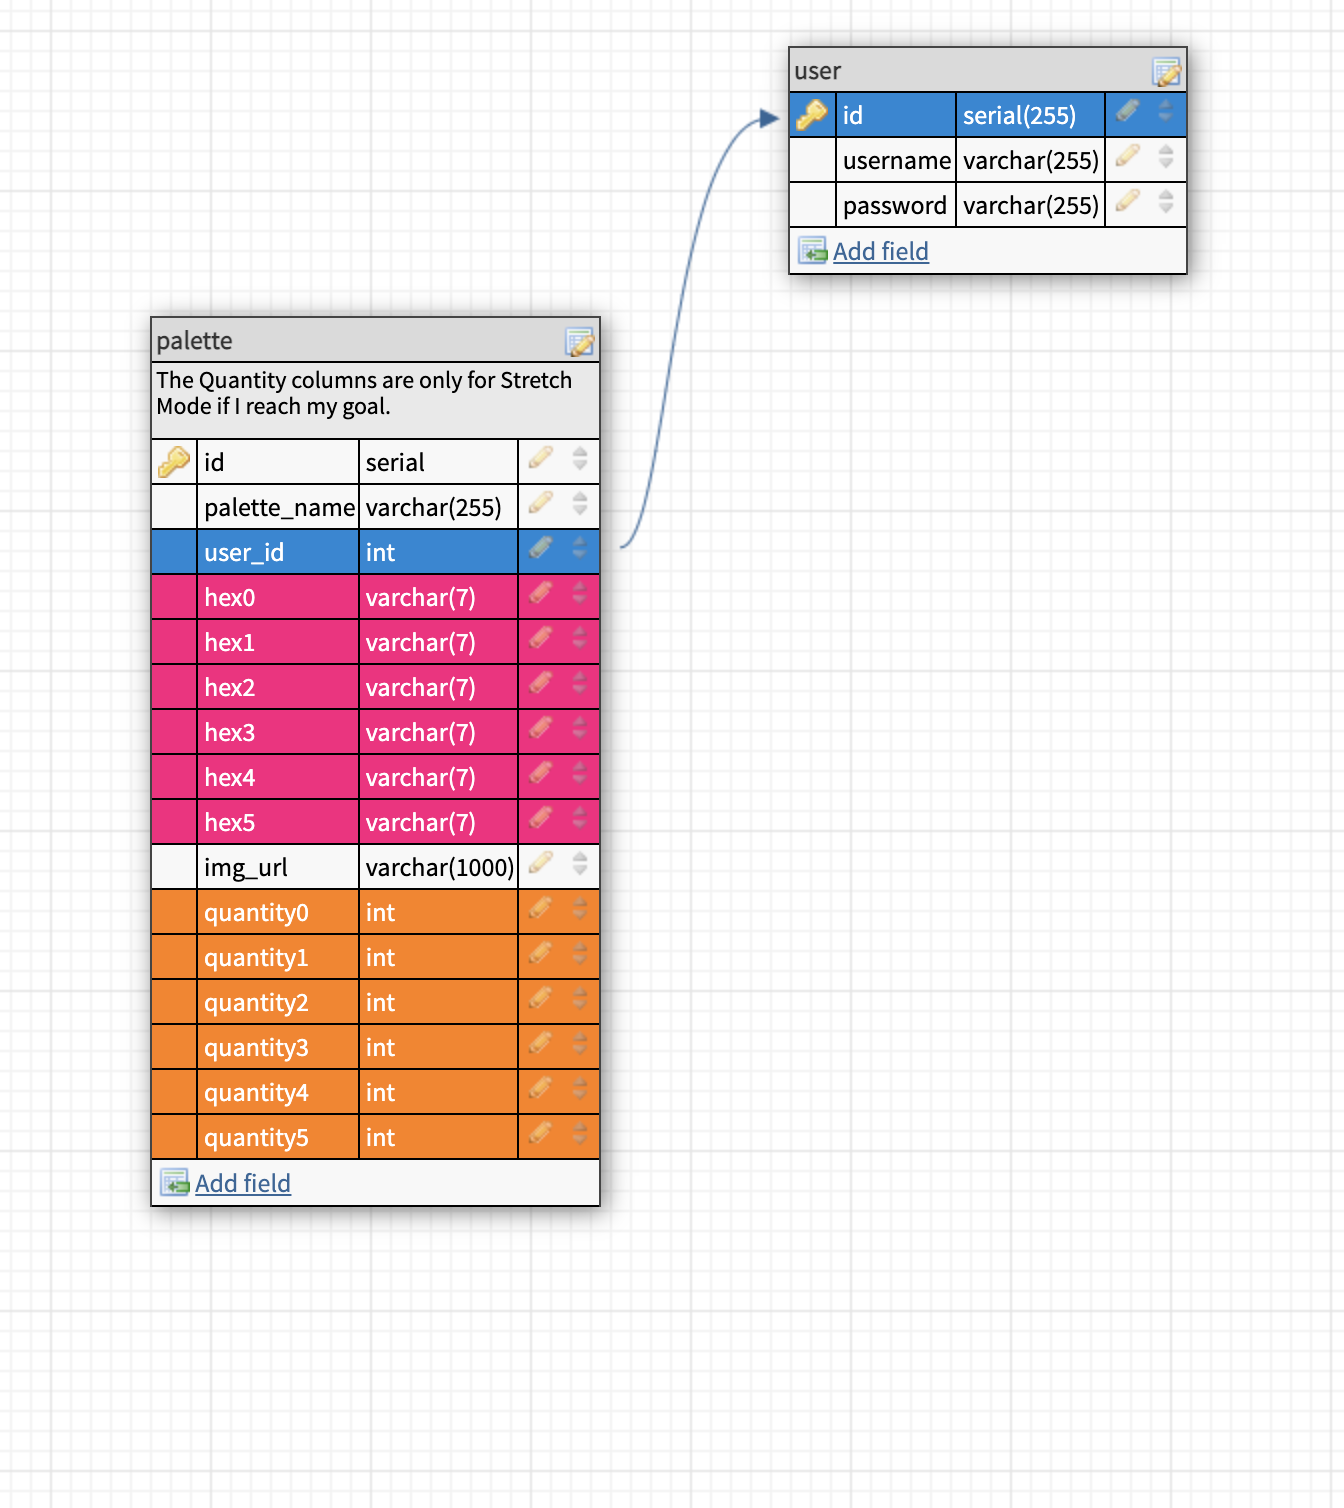 user
id serial(255)
username varchar(255)
password varchar(255)
Add field
palette
The Quantity columns are only for Stretch
Mode if I reach my goal.
id serial
palette_name varchar(255)
user_id int
hex0 varchar(7)
hex1 varchar(7)
hex2 varchar(7)
hex3 varchar(7)
hex4 varchar(7)
hex5 varchar(7)
img_url varchar(1000)
quantity0 int
quantity1 int
quantity2 int
quantity3 int
quantity4 int
quantity5 int
Add field